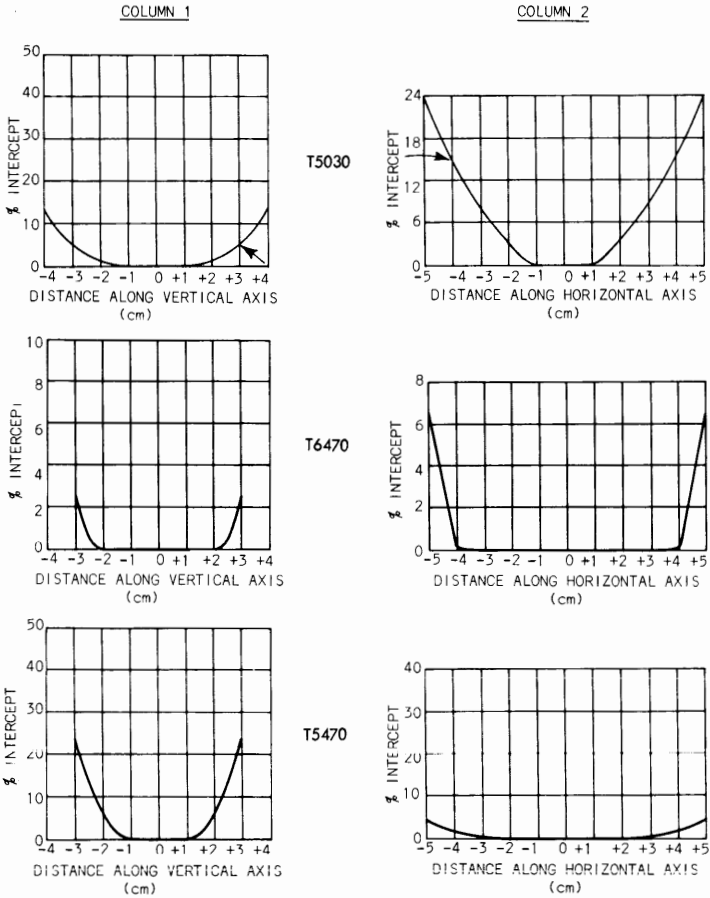 COLUMN 1
COLUMN 2
50
40
30
20
10
0
% INTERCEPT
-4 -3 -2 -1 0 +1 +2 +3 +4
DISTANCE ALONG VERTICAL AXIS
(cm)
T5030
24
18
12
6
0
% INTERCEPT
-5 -4 -3 -2 -1 0 +1 +2 +3 +4 +5
DISTANCE ALONG HORIZONTAL AXIS
(cm)
10
8
6
4
2
0
% INTERCEPT
-4 -3 -2 -1 0 +1 +2 +3 +4
DISTANCE ALONG VERTICAL AXIS
(cm)
T6470
8
6
4
2
0
% INTERCEPT
-5 -4 -3 -2 -1 0 +1 +2 +3 +4 +5
DISTANCE ALONG HORIZONTAL AXIS
(cm)
50
40
30
20
10
0
% INTERCEPT
-4 -3 -2 -1 0 +1 +2 +3 +4
DISTANCE ALONG VERTICAL AXIS
(cm)
T5470
40
30
20
10
0
% INTERCEPT
-5 -4 -3 -2 -1 0 +1 +2 +3 +4 +5
DISTANCE ALONG HORIZONTAL AXIS
(cm)